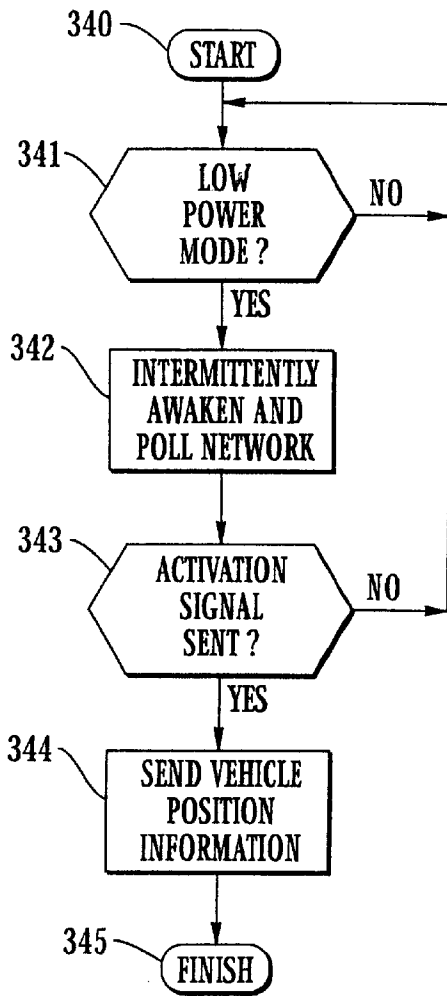 340
START
341
LOW
POWER
MODE ?
NO
YES
342
INTERMITTENTLY
AWAKEN AND
POLL NETWORK
343
ACTIVATION
SIGNAL
SENT ?
NO
YES
344
SEND VEHICLE
POSITION
INFORMATION
345
FINISH